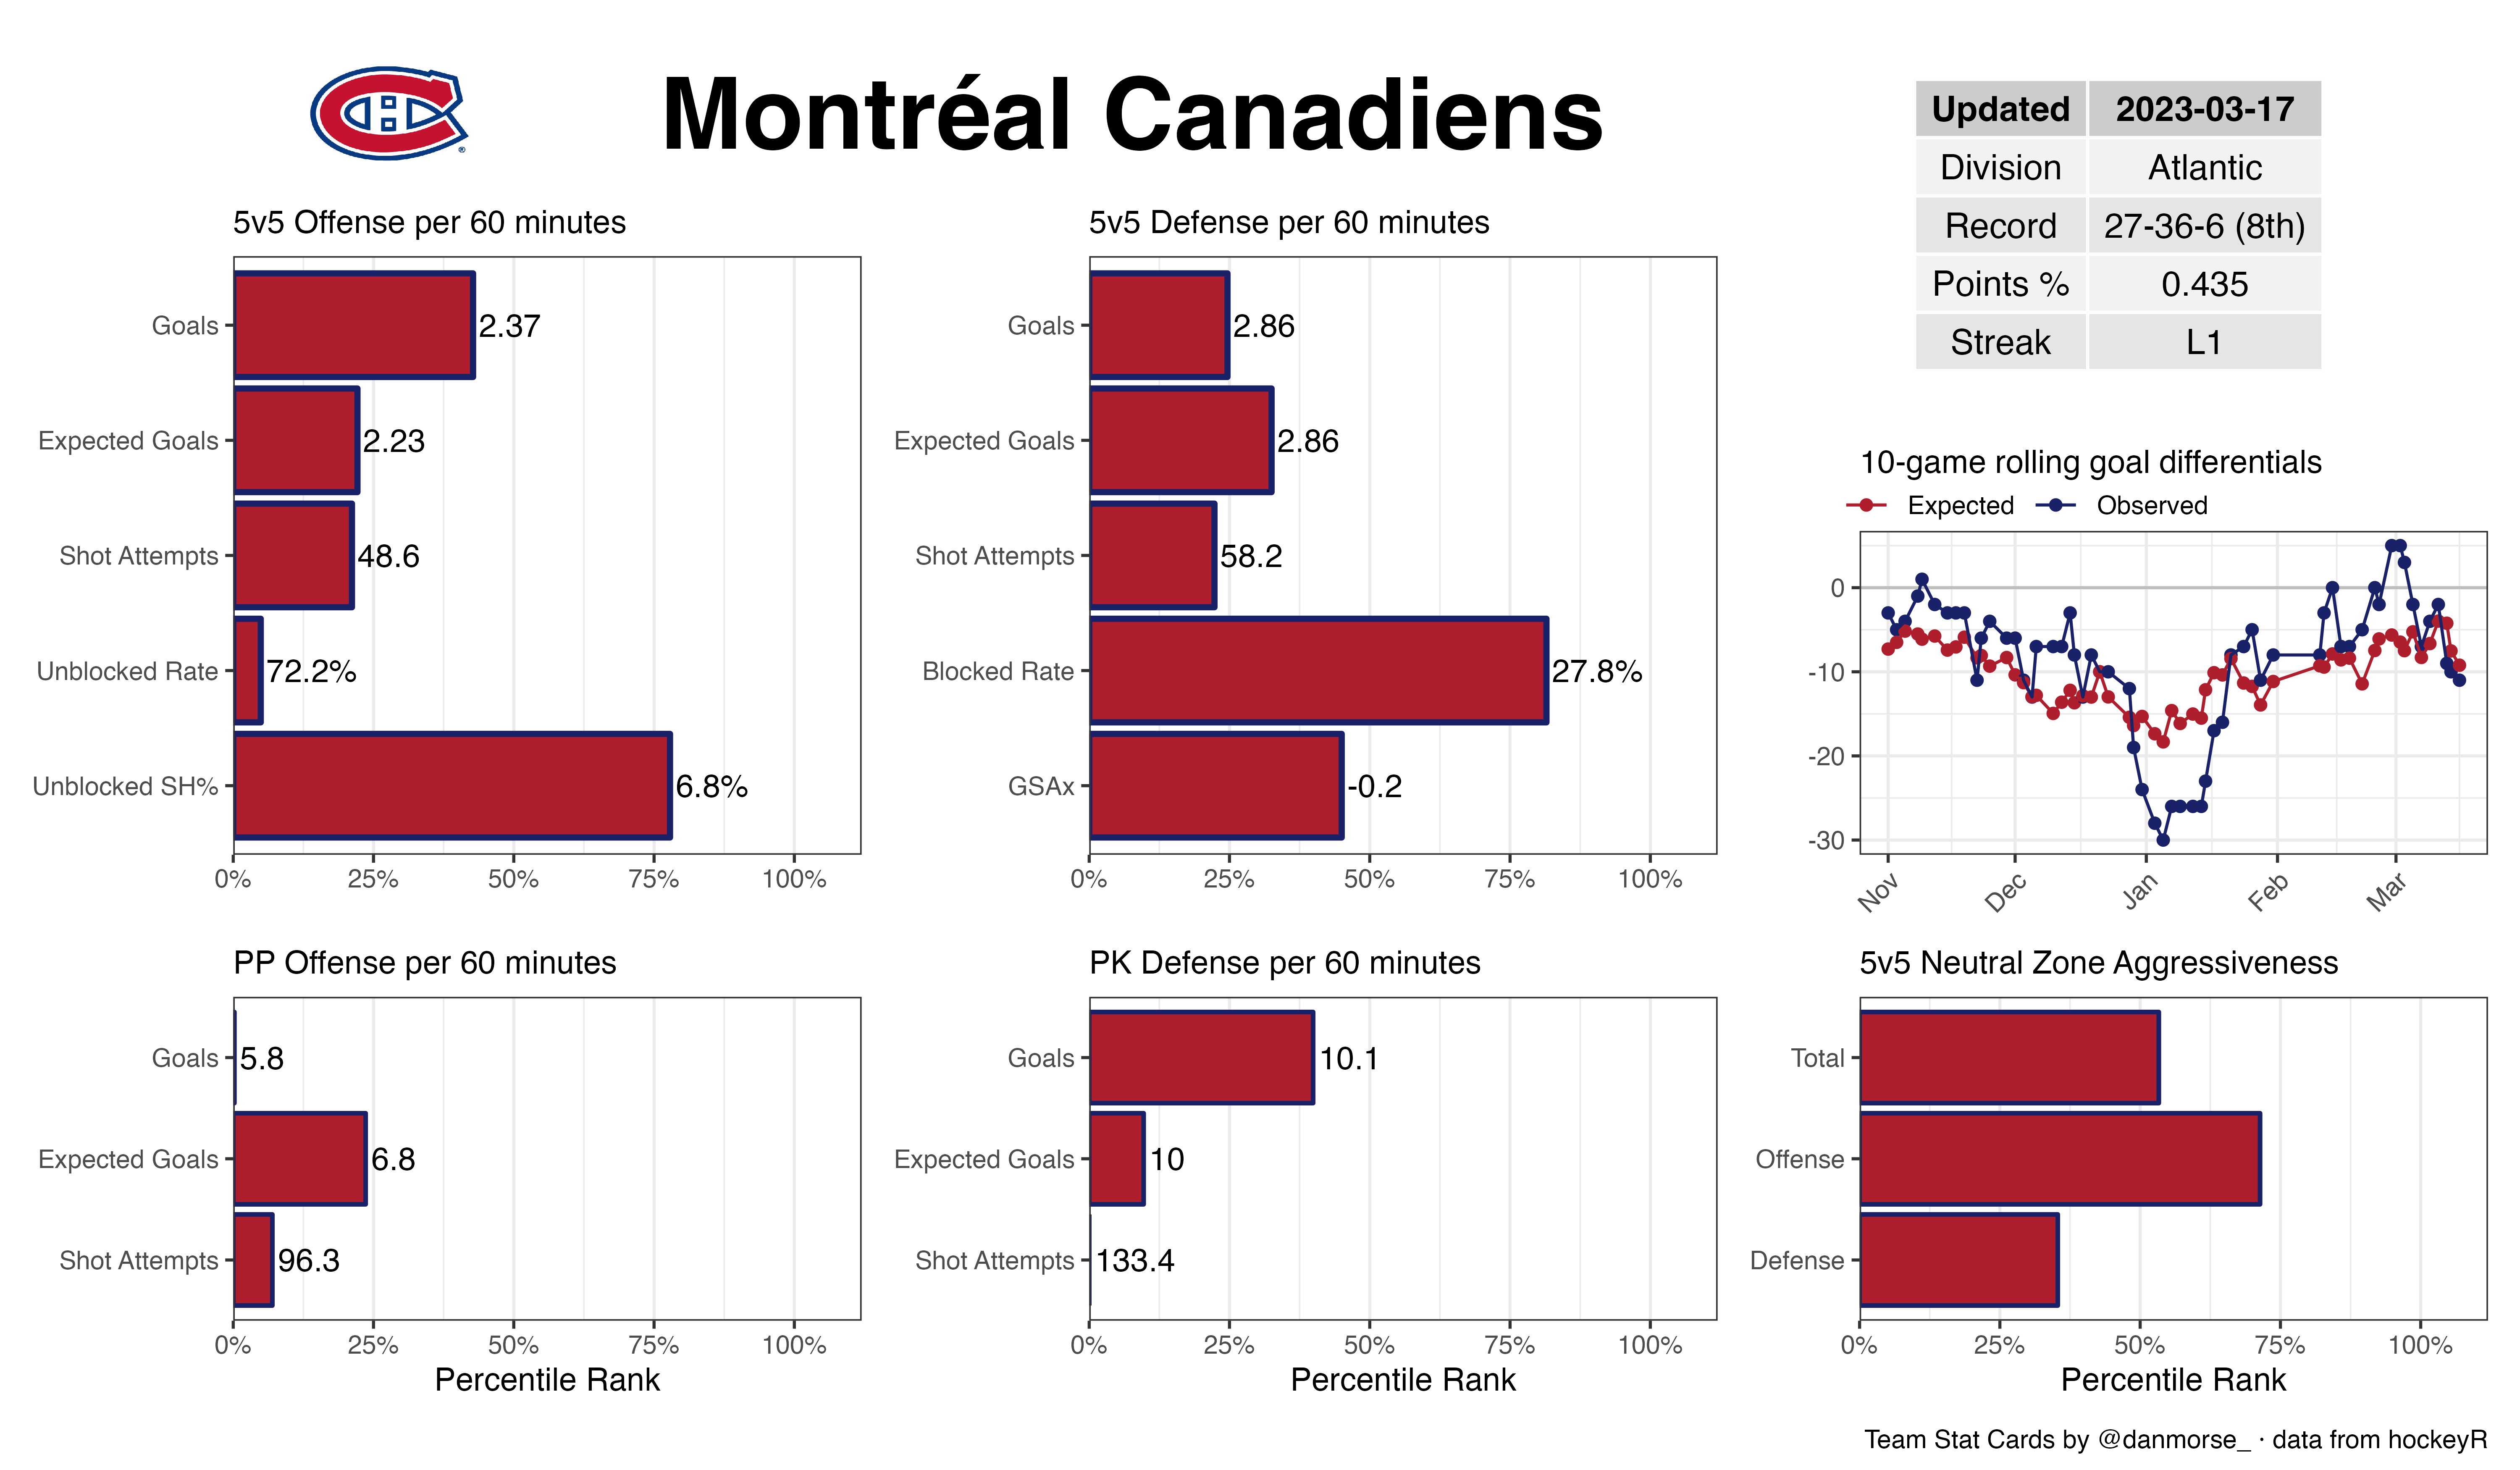 Montréal Canadiens
Updated 2023-03-17
Division Atlantic
Record 27-36-6 (8th)
Points % 0.435
Streak L1
5v5 Offense per 60 minutes
Goals 2.37
Expected Goals 2.23
Shot Attempts 48.6
Unblocked Rate 72.2%
Unblocked SH% 6.8%
0% 25% 50% 75% 100%
5v5 Defense per 60 minutes
Goals 2.86
Expected Goals 2.86
Shot Attempts 58.2
Blocked Rate 27.8%
GSAx -0.2
0% 25% 50% 75% 100%
10-game rolling goal differentials
Expected Observed
0
-10
-20
-30
Nov Dec Jan Feb Mar
PP Offense per 60 minutes
Goals 5.8
Expected Goals 6.8
Shot Attempts 96.3
0% 25% 50% 75% 100%
Percentile Rank
PK Defense per 60 minutes
Goals 10.1
Expected Goals 10
Shot Attempts 133.4
0% 25% 50% 75% 100%
Percentile Rank
5v5 Neutral Zone Aggressiveness
Total
Offense
Defense
0% 25% 50% 75% 100%
Percentile Rank
Team Stat Cards by @danmorse_ · data from hockeyR